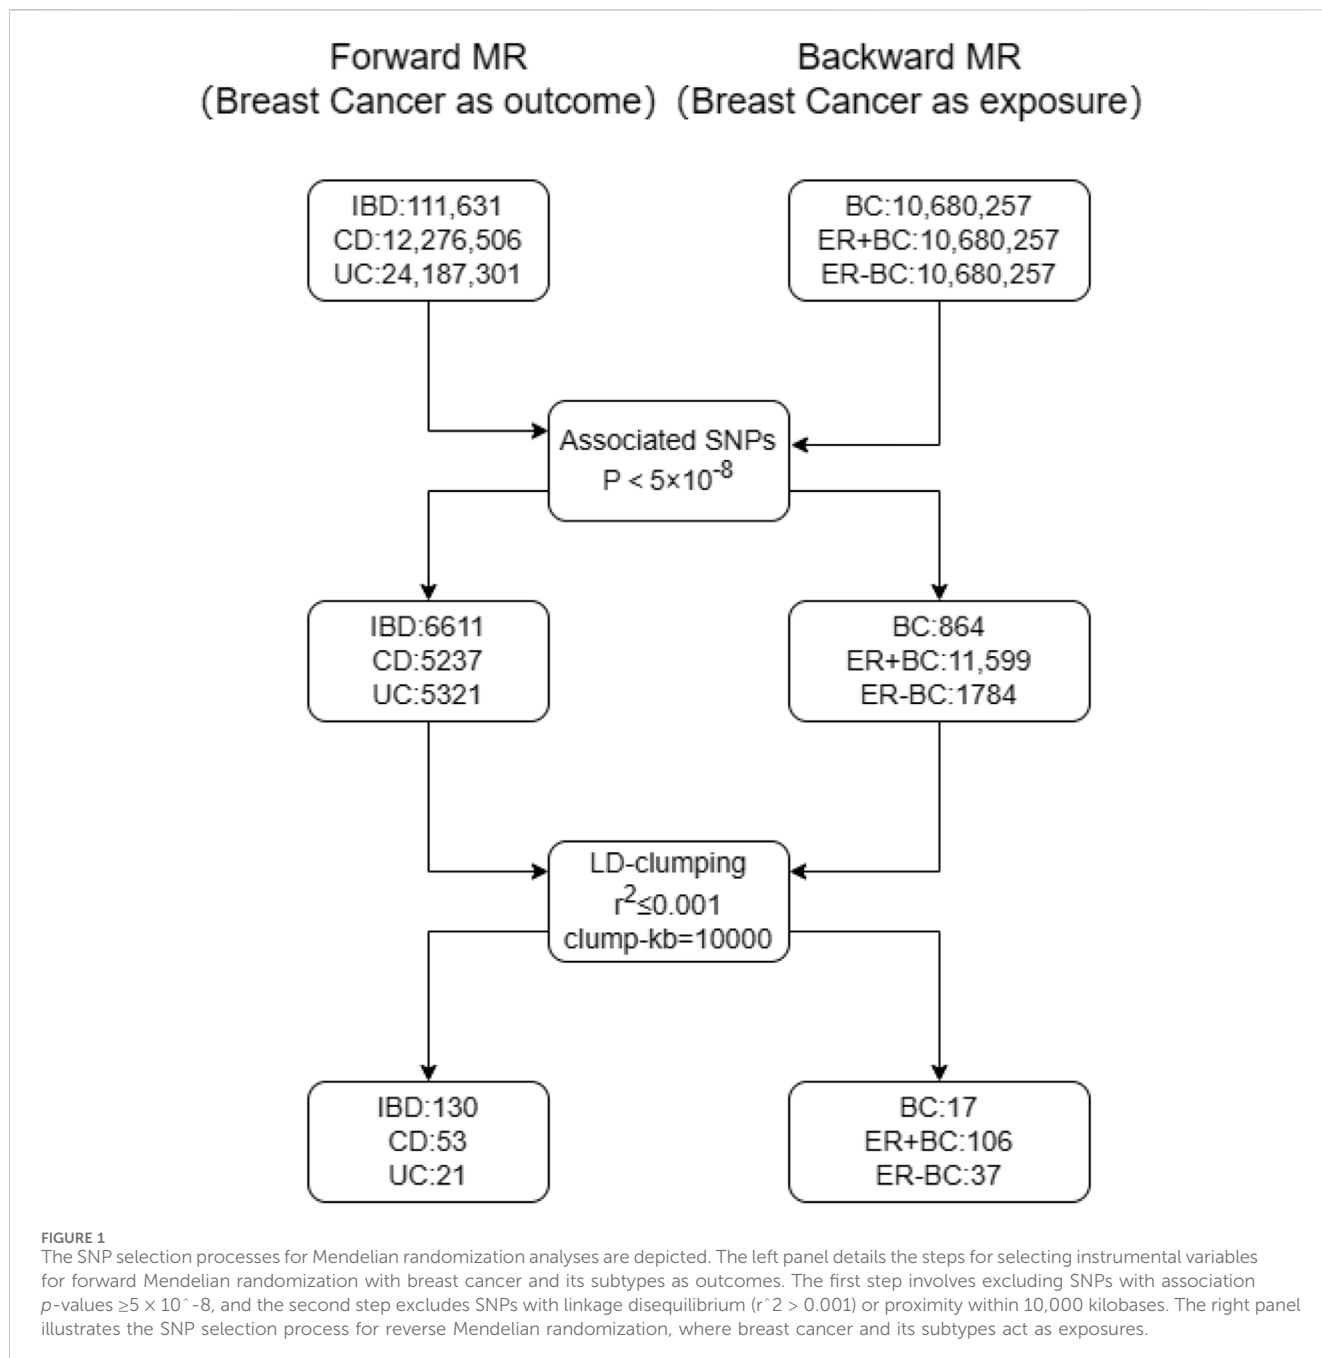 Forward MR
(Breast Cancer as outcome)
Backward MR
(Breast Cancer as exposure)
IBD:111,631
CD:12,276,506
UC:24,187,301
BC:10,680,257
ER+BC:10,680,257
ER-BC:10,680,257
Associated SNPs
P < 5×10^-8
IBD:6611
CD:5237
UC:5321
BC:864
ER+BC:11,599
ER-BC:1784
LD-clumping
r^2≤0.001
clump-kb=10000
IBD:130
CD:53
UC:21
BC:17
ER+BC:106
ER-BC:37
FIGURE 1
The SNP selection processes for Mendelian randomization analyses are depicted. The left panel details the steps for selecting instrumental variables
for forward Mendelian randomization with breast cancer and its subtypes as outcomes. The first step involves excluding SNPs with association
p-values ≥5 × 10^-8, and the second step excludes SNPs with linkage disequilibrium (r^2 > 0.001) or proximity within 10,000 kilobases. The right panel
illustrates the SNP selection process for reverse Mendelian randomization, where breast cancer and its subtypes act as exposures.